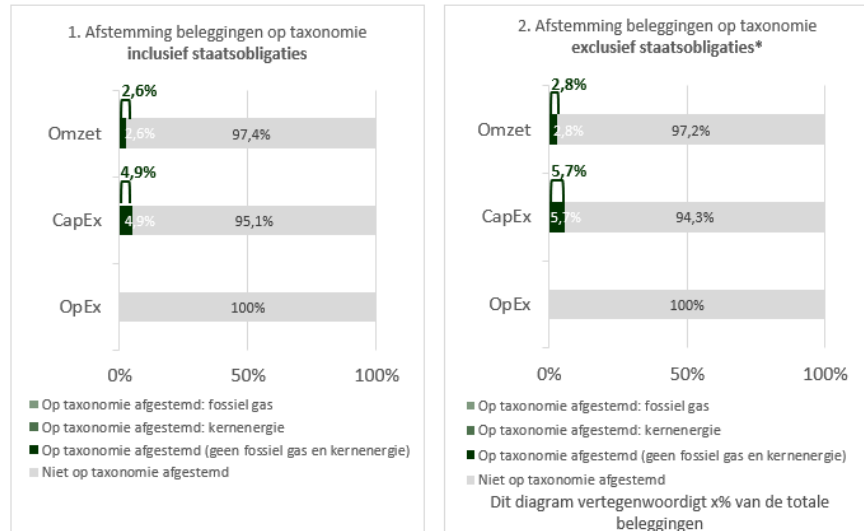 1. Afstemming beleggingen op taxonomie
inclusief staatsobligaties
2,6%
Omzet
2,6%
97,4%
4,9%
CapEx
4,9%
95,1%
OpEx
100%
0%
50%
100%
Op taxonomie afgestemd: fossiel gas
Op taxonomie afgestemd: kernenergie
Op taxonomie afgestemd (geen fossiel gas en kernenergie)
Niet op taxonomie afgestemd
2. Afstemming beleggingen op taxonomie
exclusief staatsobligaties*
2,8%
Omzet
2,8%
97,2%
5,7%
CapEx
5,7%
94,3%
OpEx
100%
0%
50%
100%
Op taxonomie afgestemd: fossiel gas
Op taxonomie afgestemd: kernenergie
Op taxonomie afgestemd (geen fossiel gas en kernenergie)
Niet op taxonomie afgestemd
Dit diagram vertegenwoordigt x% van de totale
beleggingen